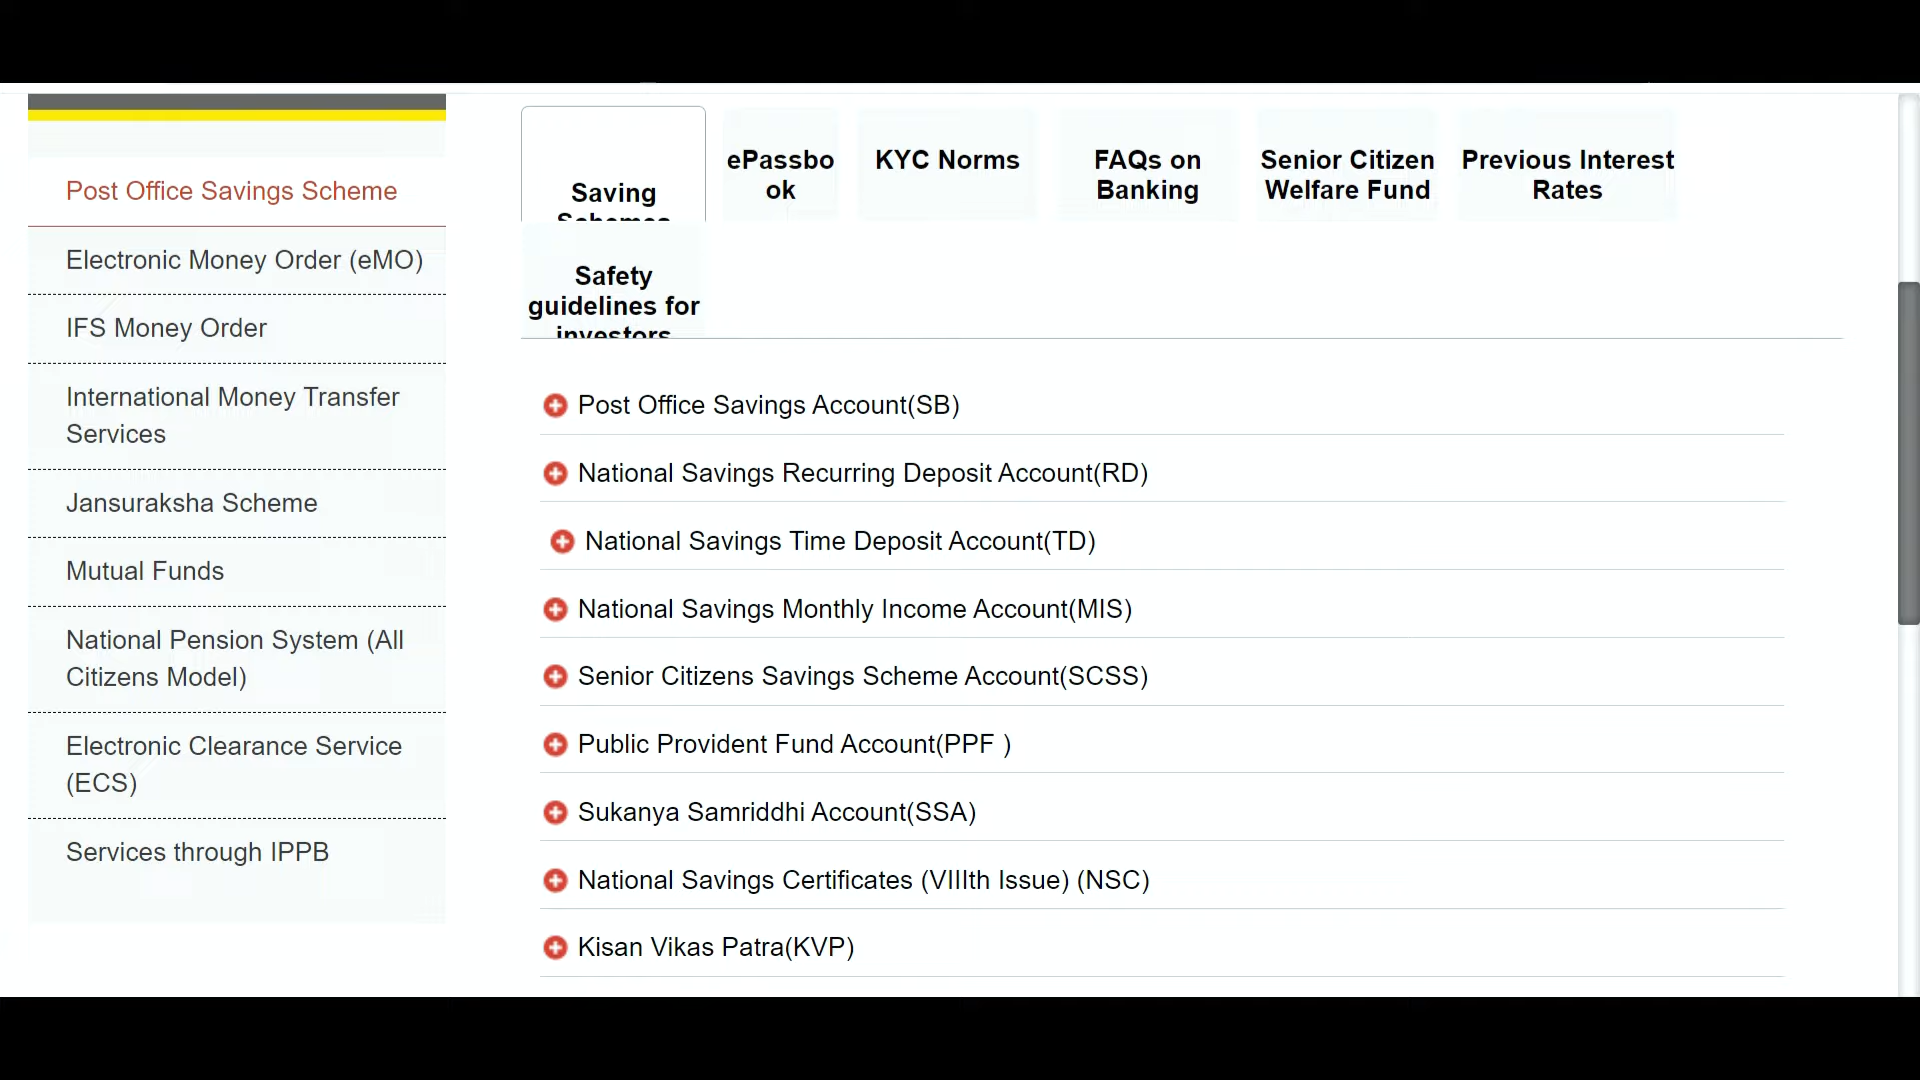 Post Office Savings Scheme
Electronic Money Order (eMO)
IFS Money Order
International Money Transfer
Services
Jansuraksha Scheme
Mutual Funds
National Pension System (All
Citizens Model)
Electronic Clearance Service
(ECS)
Services through IPPB
Saving
Schemes
ePassbo
ok
KYC Norms
FAQs on
Banking
Senior Citizen
Welfare Fund
Previous Interest
Rates
Safety
guidelines for
investors
Post Office Savings Account(SB)
National Savings Recurring Deposit Account(RD)
National Savings Time Deposit Account(TD)
National Savings Monthly Income Account(MIS)
Senior Citizens Savings Scheme Account(SCSS)
Public Provident Fund Account(PPF )
Sukanya Samriddhi Account(SSA)
National Savings Certificates (VIIIth Issue) (NSC)
Kisan Vikas Patra(KVP)